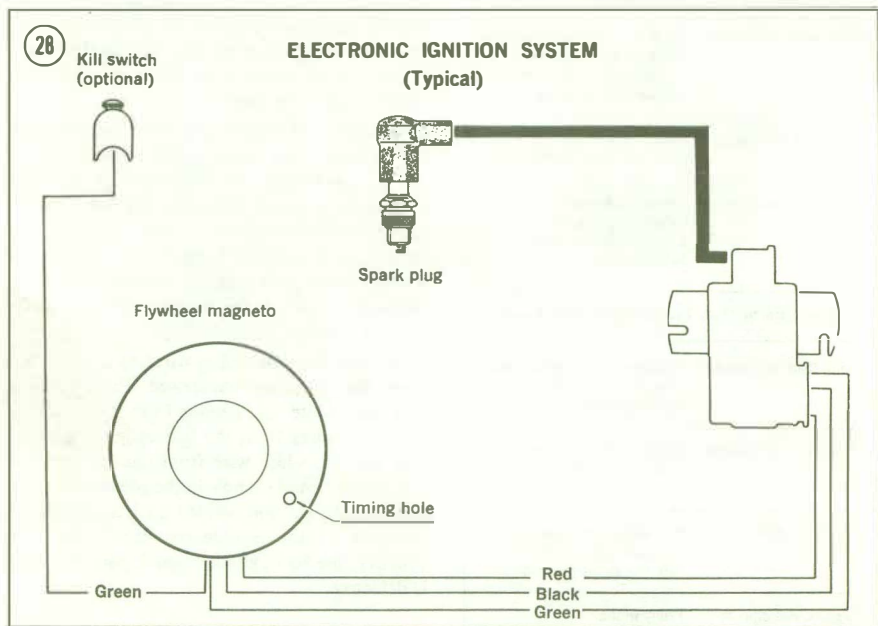 28
ELECTRONIC IGNITION SYSTEM
(Typical)
Kill switch
(optional)
Spark plug
Flywheel magneto
Timing hole
Green
Red
Black
Green